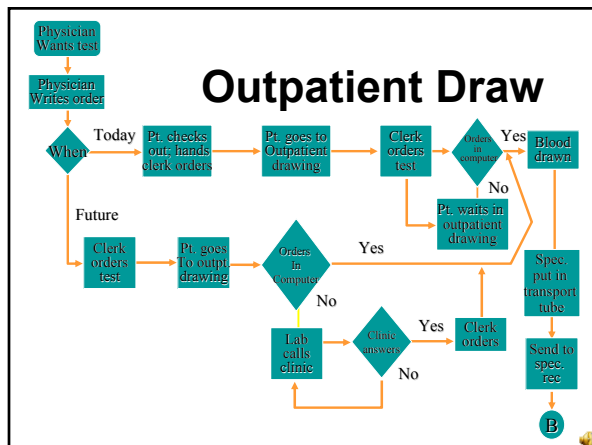 Physician
Wants test
Outpatient Draw
Physician
Writes order
When
Today
Pt. checks
out; hands
clerk orders
Pt. goes to
Outpatient
drawing
Clerk
orders
test
Orders
in
computer
Yes
Blood
drawn
No
Pt. waits in
outpatient
drawing
Future
Clerk
orders
test
Pt. goes
To outpt.
drawing
Orders
in
Computer
Yes
No
Lab
calls
clinic
Clinic
answers
Yes
No
Clerk
orders
Spec.
put in
transport
tube
Send to
spec.
rec
B